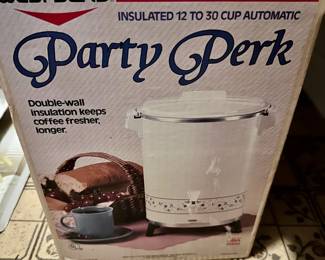 INSULATED 12 TO 30 CUP AUTOMATIC
Party Perk
Double-wall
insulation keeps
coffee fresher,
longer.